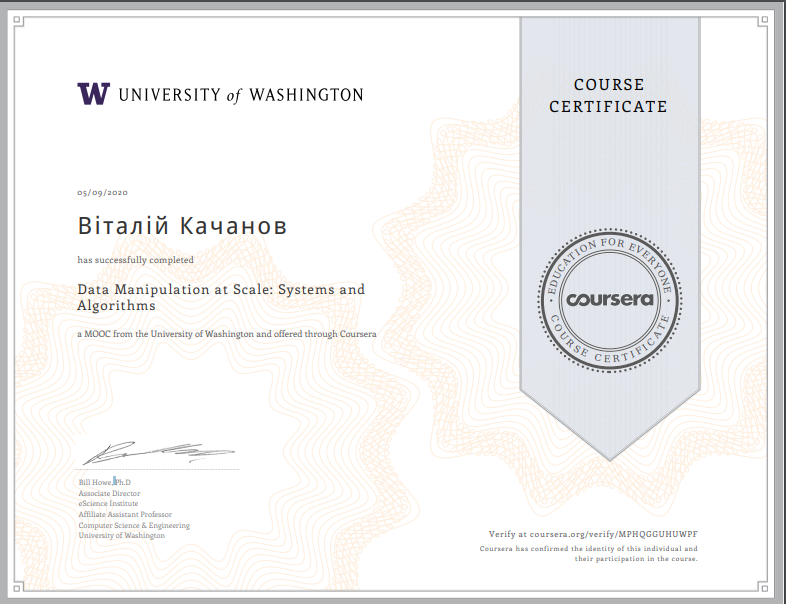 W UNIVERSITY of WASHINGTON
COURSE
CERTIFICATE
05/09/2020
Віталій Качанов
has successfully completed
Data Manipulation at Scale: Systems and
Algorithms
a MOOC from the University of Washington and offered through Coursera
EDUCATION FOR EVERYONE
coursera
COURSE CERTIFICATE
Bill Howe, Ph.D
Associate Director
eScience Institute
Affiliate Assistant Professor
Computer Science & Engineering
University of Washington
Verify at coursera.org/verify/MPHQGGUHUWPF
Coursera has confirmed the identity of this individual and
their participation in the course.